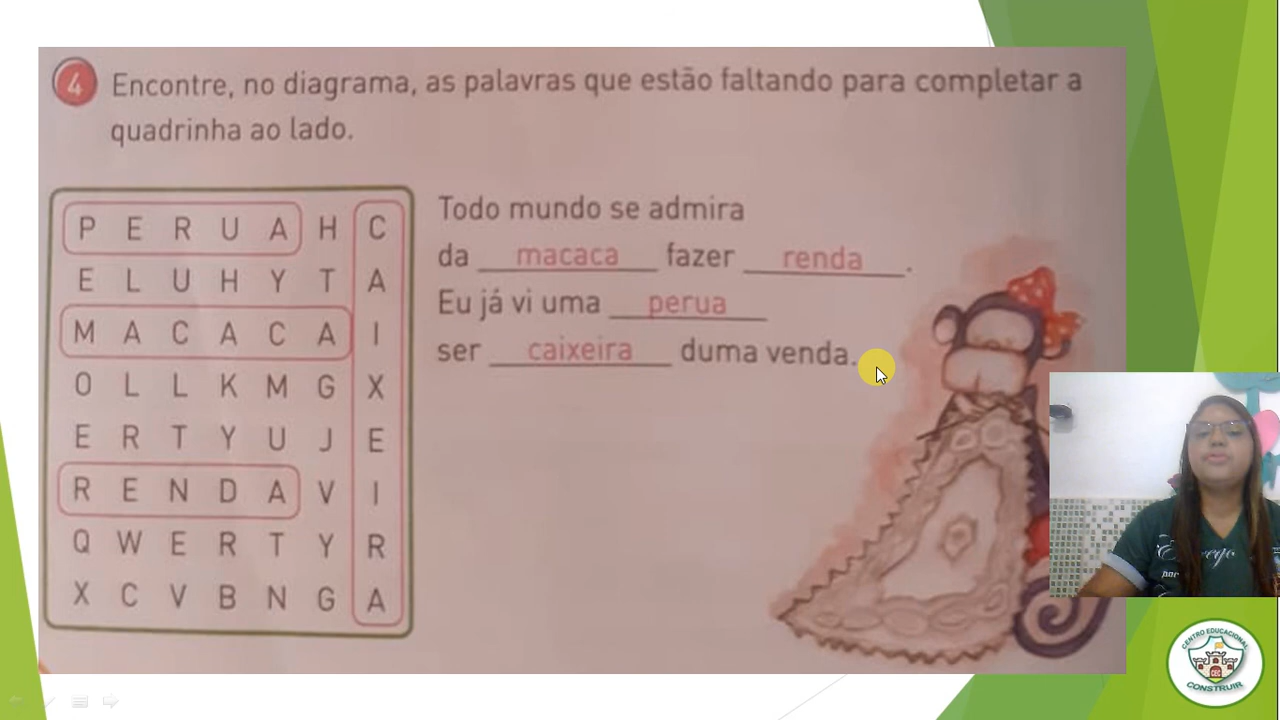 4 Encontre, no diagrama, as palavras que estão faltando para completar a
quadrinha ao lado.
P E R U A H C
E L U H Y T A
M A C A C A I
O L L K M G X
E R T Y U J E
R E N D A V I
Q W E R T Y R
X C V B N G A
Todo mundo se admira
da macaca fazer renda.
Eu já vi uma perua
ser caixeira duma venda.
CENTRO EDUCACIONAL
CEC
CONSTRUIR